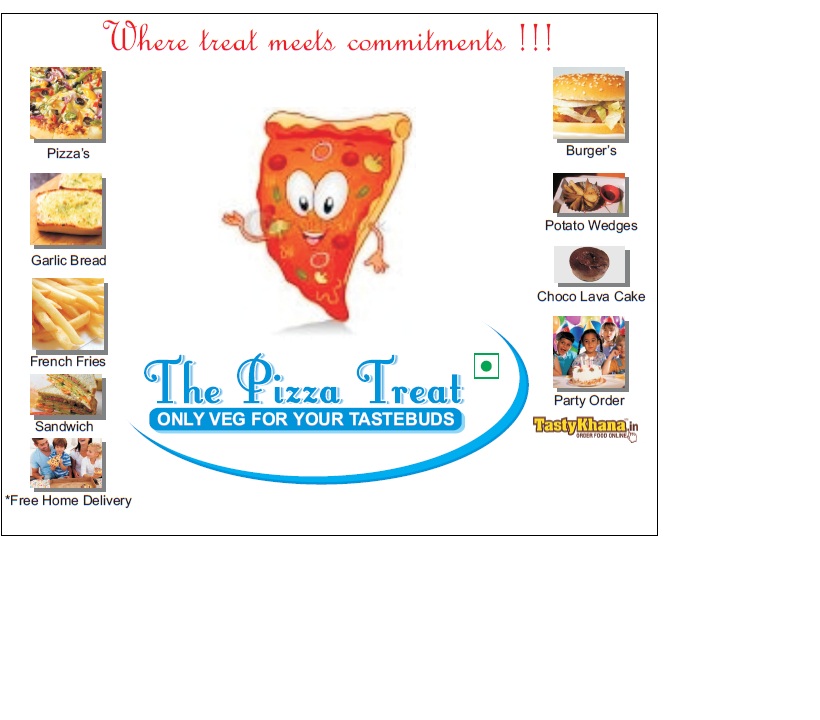 Where treat meets commitments !!!
Pizza's
Garlic Bread
French Fries
Sandwich
*Free Home Delivery
The Pizza Treat
ONLY VEG FOR YOUR TASTEBUDS
Burger's
Potato Wedges
Choco Lava Cake
Party Order
TastyKhana.in
ORDER FOOD ONLINE